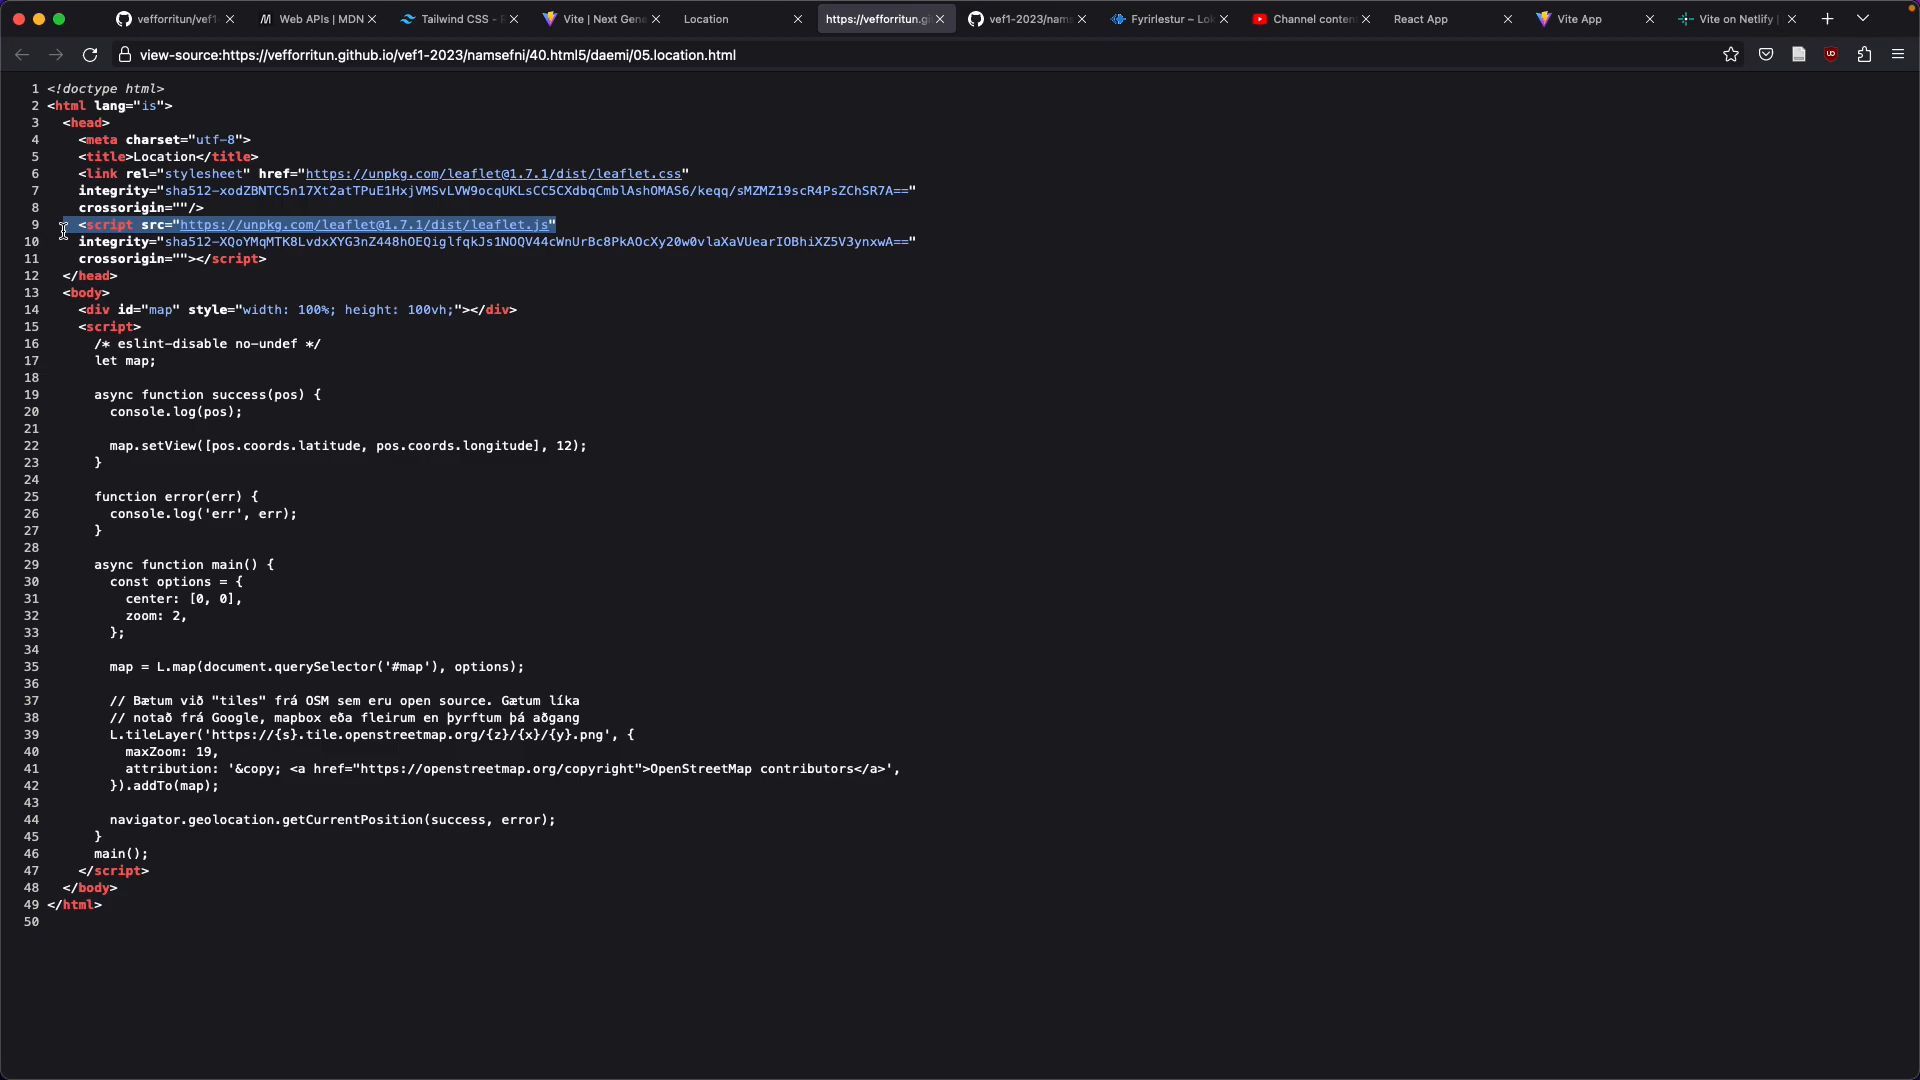 vefforritun/vef1-
Web APIs | MDN
Tailwind CSS - R
Vite | Next Gene
Location
https://vefforritun.gi
vef1-2023/nams
Fyrirlestur – Lok
Channel content
React App
Vite App
Vite on Netlify |
view-source:https://vefforritun.github.io/vef1-2023/namsefni/40.html5/daemi/05.location.html
1 <!doctype html>
2 <html lang="is">
3 <head>
4 <meta charset="utf-8">
5 <title>Location</title>
6 <link rel="stylesheet" href="https://unpkg.com/leaflet@1.7.1/dist/leaflet.css"
7 integrity="sha512-xodZBNTC5n17Xt2atTPuE1HxjVMSvLVW9ocqUKLsCC5CXdbqCmblAshOMAS6/keqq/sMZMZ19scR4PsZChSR7A=="
8 crossorigin=""/>
9 <script src="https://unpkg.com/leaflet@1.7.1/dist/leaflet.js"
10 integrity="sha512-XQoYMqMTK8LvdxXYG3nZ448hOEQiglfqkJs1NOQV44cWnUrBc8PkAOcXy20w0vlaXaVUearIOBhiXZ5V3ynxwA=="
11 crossorigin=""></script>
12 </head>
13 <body>
14 <div id="map" style="width: 100%; height: 100vh;"></div>
15 <script>
16 /* eslint-disable no-undef */
17 let map;
18
19 async function success(pos) {
20 console.log(pos);
21
22 map.setView([pos.coords.latitude, pos.coords.longitude], 12);
23 }
24
25 function error(err) {
26 console.log('err', err);
27 }
28
29 async function main() {
30 const options = {
31 center: [0, 0],
32 zoom: 2,
33 };
34
35 map = L.map(document.querySelector('#map'), options);
36
37 // Bætum við "tiles" frá OSM sem eru open source. Gætum líka
38 // notað frá Google, mapbox eða fleirum en þyrftum þá aðgang
39 L.tileLayer('https://{s}.tile.openstreetmap.org/{z}/{x}/{y}.png', {
40 maxZoom: 19,
41 attribution: '&copy; <a href="https://openstreetmap.org/copyright">OpenStreetMap contributors</a>',
42 }).addTo(map);
43
44 navigator.geolocation.getCurrentPosition(success, error);
45 }
46 main();
47 </script>
48 </body>
49 </html>
50